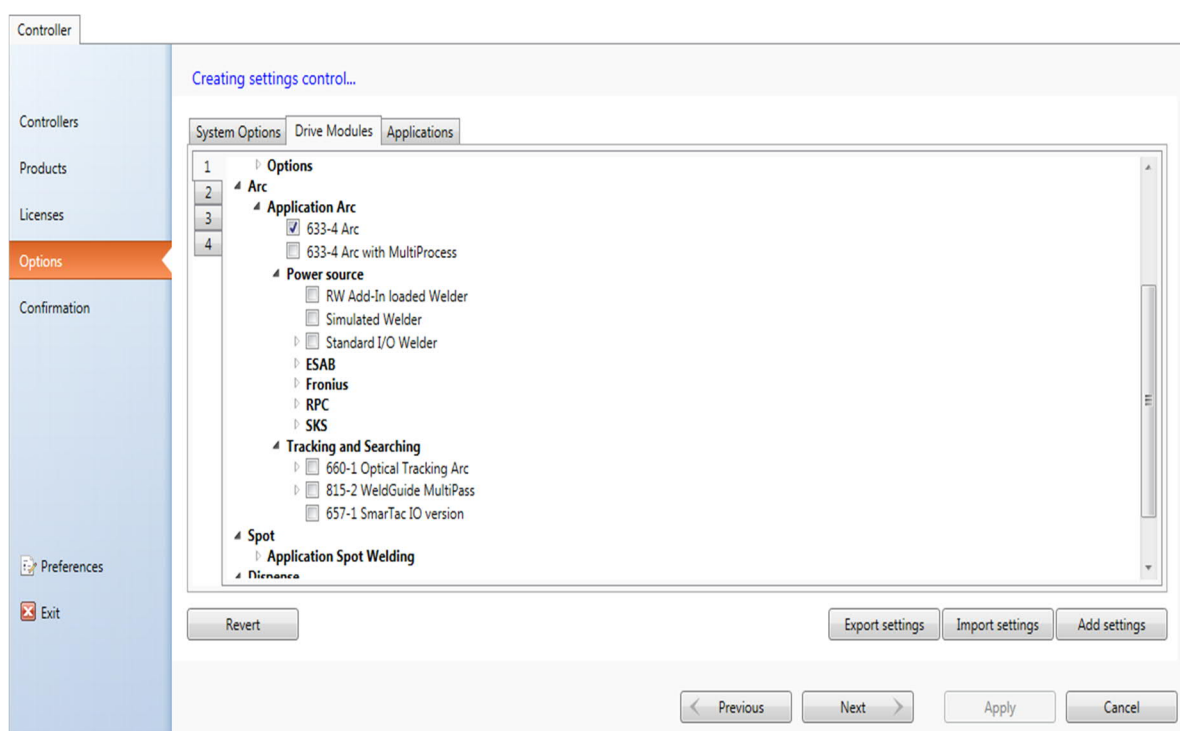 Controller
Creating settings control...
Controllers
Products
Licenses
Options
Confirmation
Preferences
Exit
System Options Drive Modules Applications
1
2
3
4
Options
Arc
Application Arc
633-4 Arc
633-4 Arc with MultiProcess
Power source
RW Add-In loaded Welder
Simulated Welder
Standard I/O Welder
ESAB
Fronius
RPC
SKS
Tracking and Searching
660-1 Optical Tracking Arc
815-2 WeldGuide MultiPass
657-1 SmarTac IO version
Spot
Application Spot Welding
Dispense
Revert Export settings Import settings Add settings
Previous Next Apply Cancel